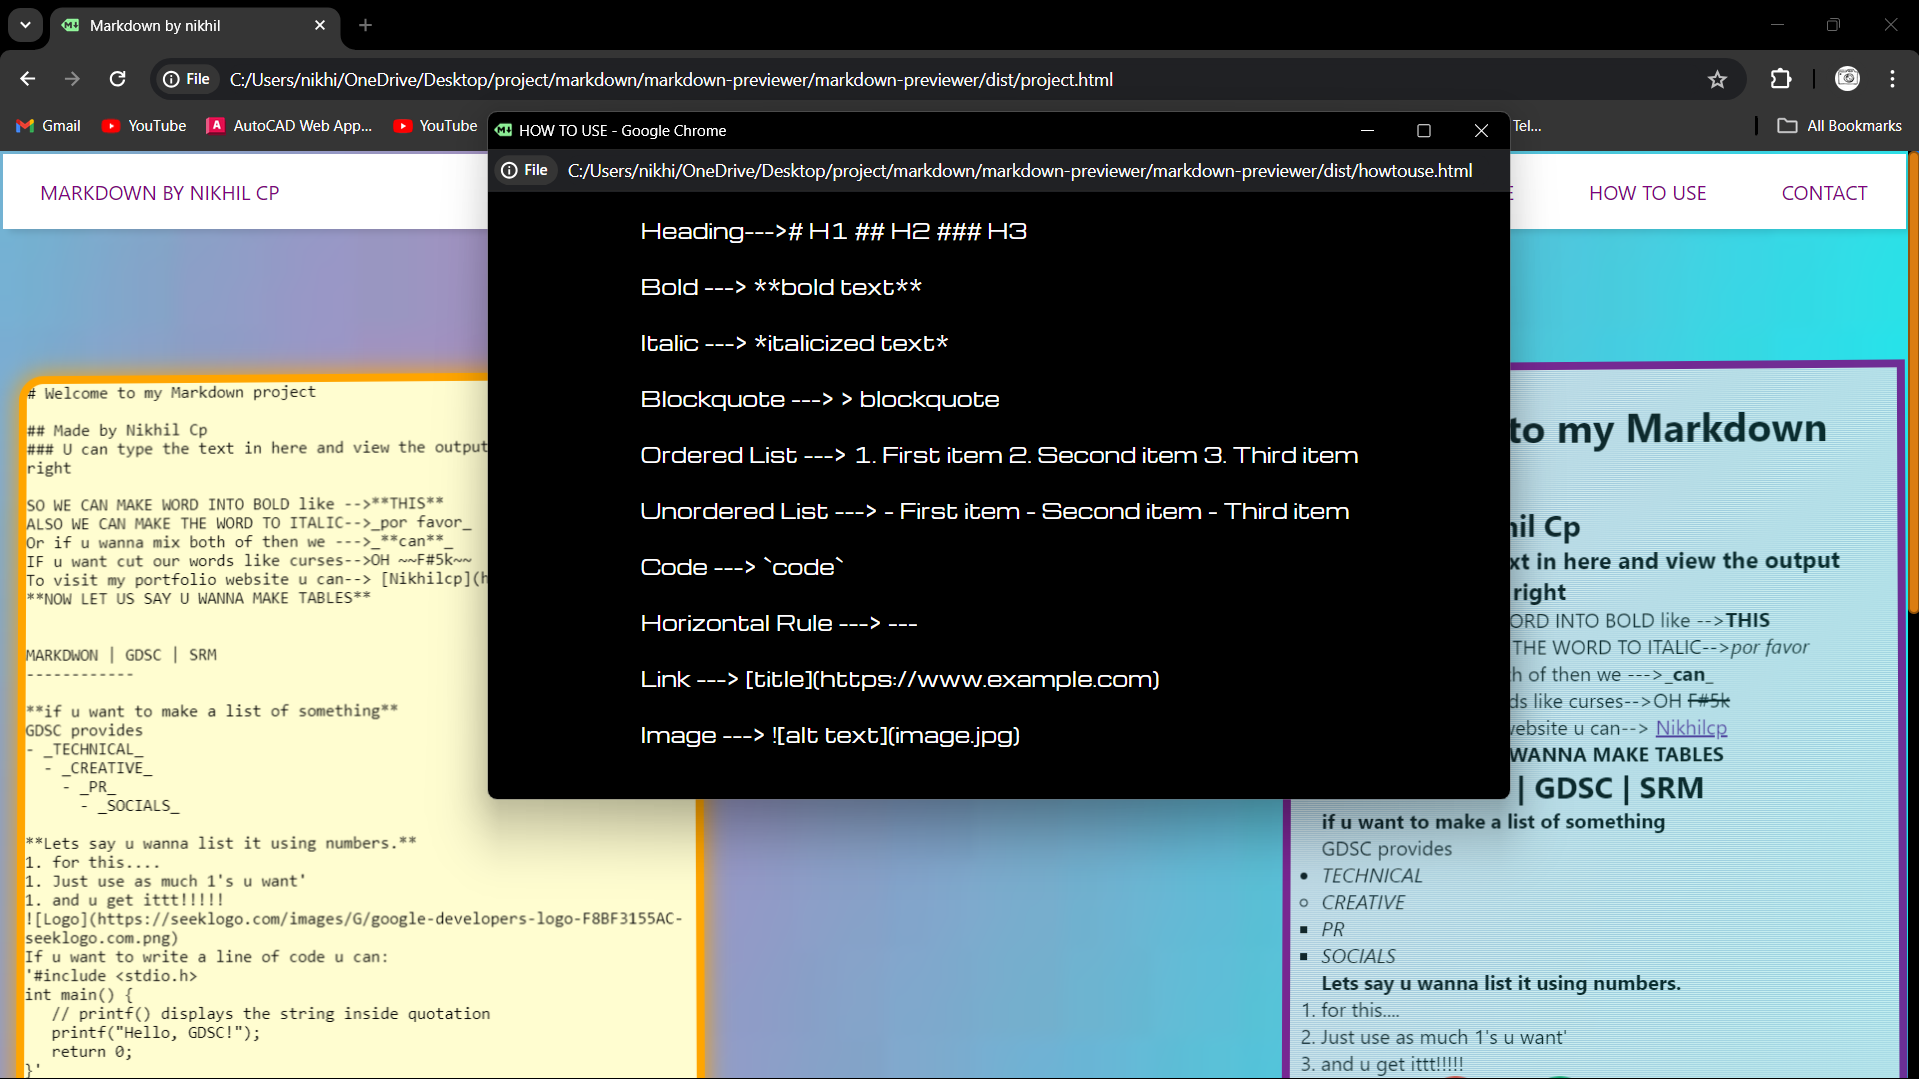 Markdown by nikhil
File
C:/Users/nikhi/OneDrive/Desktop/project/markdown/markdown-previewer/markdown-previewer/dist/project.html
Gmail
YouTube
AutoCAD Web App...
YouTube
Tel...
All Bookmarks
HOW TO USE - Google Chrome
File
C:/Users/nikhi/OneDrive/Desktop/project/markdown/markdown-previewer/markdown-previewer/dist/howtouse.html
Heading---># H1 ## H2 ### H3
Bold ---> **bold text**
Italic ---> *italicized text*
Blockquote ---> > blockquote
Ordered List ---> 1. First item 2. Second item 3. Third item
Unordered List ---> - First item - Second item - Third item
Code ---> `code`
Horizontal Rule ---> ---
Link ---> [title](https://www.example.com)
Image ---> ![alt text](image.jpg)
MARKDOWN BY NIKHIL CP
HOW TO USE
CONTACT
# Welcome to my Markdown project
## Made by Nikhil Cp
### U can type the text in here and view the output
right
SO WE CAN MAKE WORD INTO BOLD like -->**THIS**
ALSO WE CAN MAKE THE WORD TO ITALIC-->_por favor_
Or if u wanna mix both of then we --->_**can**_
IF u want cut our words like curses-->OH ~~F#5k~~
To visit my portfolio website u can--> [Nikhilcp](h
**NOW LET US SAY U WANNA MAKE TABLES**
MARKDWON | GDSC | SRM
------------
**if u want to make a list of something**
GDSC provides
- _TECHNICAL_
- _CREATIVE_
- _PR_
- _SOCIALS_
**Lets say u wanna list it using numbers.**
1. for this....
1. Just use as much 1's u want'
1. and u get ittt!!!!!
![Logo](https://seeklogo.com/images/G/google-developers-logo-F8BF3155AC-
seeklogo.com.png)
If u want to write a line of code u can:
'#include <stdio.h>
int main() {
// printf() displays the string inside quotation
printf("Hello, GDSC!");
return 0;
}'
to my Markdown
hil Cp
xt in here and view the output
right
ORD INTO BOLD like -->THIS
THE WORD TO ITALIC-->por favor
h of then we --->_can_
ds like curses-->OH F#5k
website u can--> Nikhilcp
WANNA MAKE TABLES
| GDSC | SRM
if u want to make a list of something
GDSC provides
TECHNICAL
CREATIVE
PR
SOCIALS
Lets say u wanna list it using numbers.
1. for this....
2. Just use as much 1's u want'
3. and u get ittt!!!!!